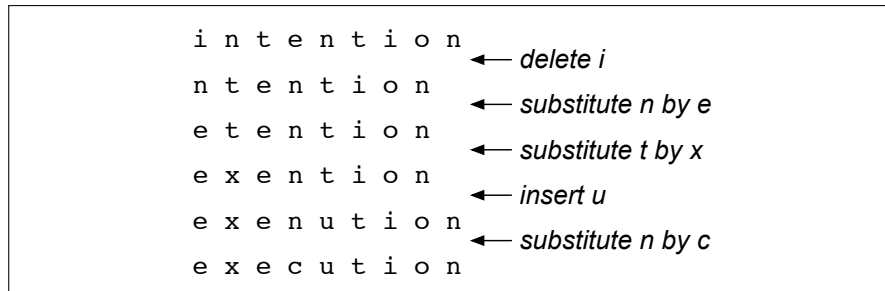 i n t e n t i o n
delete i
n t e n t i o n
substitute n by e
e t e n t i o n
substitute t by x
e x e n t i o n
insert u
e x e n u t i o n
substitute n by c
e x e c u t i o n